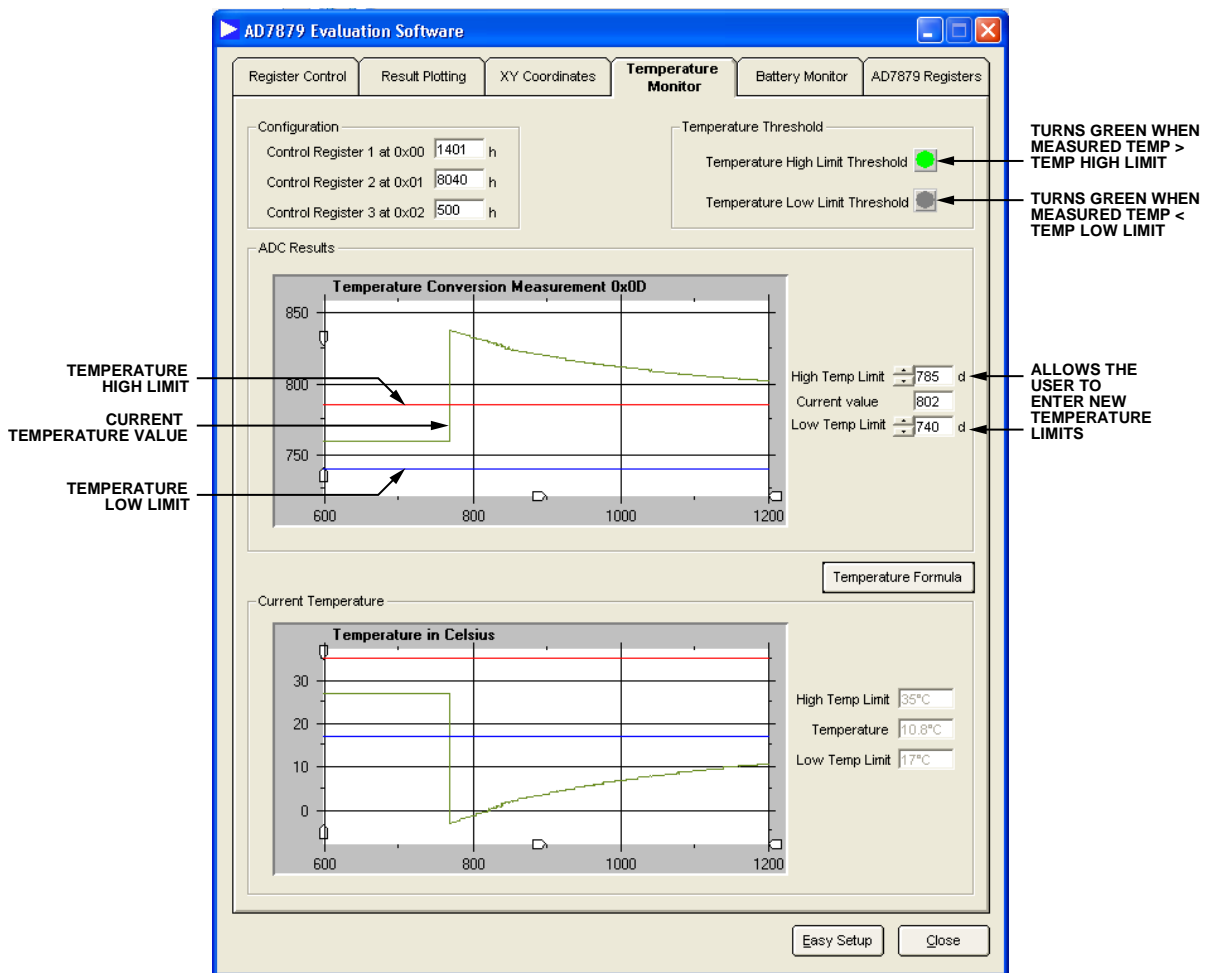 AD7879 Evaluation Software
Register Control
Result Plotting
XY Coordinates
Temperature
Monitor
Battery Monitor
AD7879 Registers
Configuration
Control Register 1 at 0x00 1401 h
Control Register 2 at 0x01 8040 h
Control Register 3 at 0x02 500 h
Temperature Threshold
Temperature High Limit Threshold
Temperature Low Limit Threshold
TURNS GREEN WHEN
MEASURED TEMP >
TEMP HIGH LIMIT
TURNS GREEN WHEN
MEASURED TEMP <
TEMP LOW LIMIT
ADC Results
Temperature Conversion Measurement 0x0D
850
800
750
600 800 1000 1200
TEMPERATURE
HIGH LIMIT
CURRENT
TEMPERATURE VALUE
TEMPERATURE
LOW LIMIT
High Temp Limit 785 d
Current value 802
Low Temp Limit 740 d
ALLOWS THE
USER TO
ENTER NEW
TEMPERATURE
LIMITS
Temperature Formula
Current Temperature
Temperature in Celsius
30
20
10
0
600 800 1000 1200
High Temp Limit 35°C
Temperature 10.8°C
Low Temp Limit 17°C
Easy Setup
Close